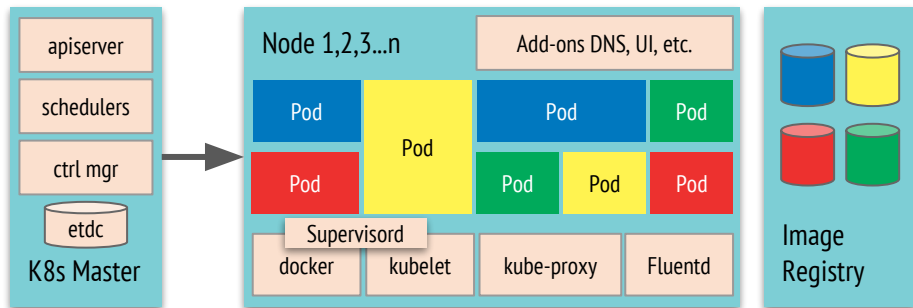 apiserver
schedulers
ctrl mgr
etdc
K8s Master
Node 1,2,3...n
Add-ons DNS, UI, etc.
Pod
Pod
Pod
Pod
Pod
Pod
Pod
Pod
Supervisord
docker
kubelet
kube-proxy
Fluentd
Image
Registry